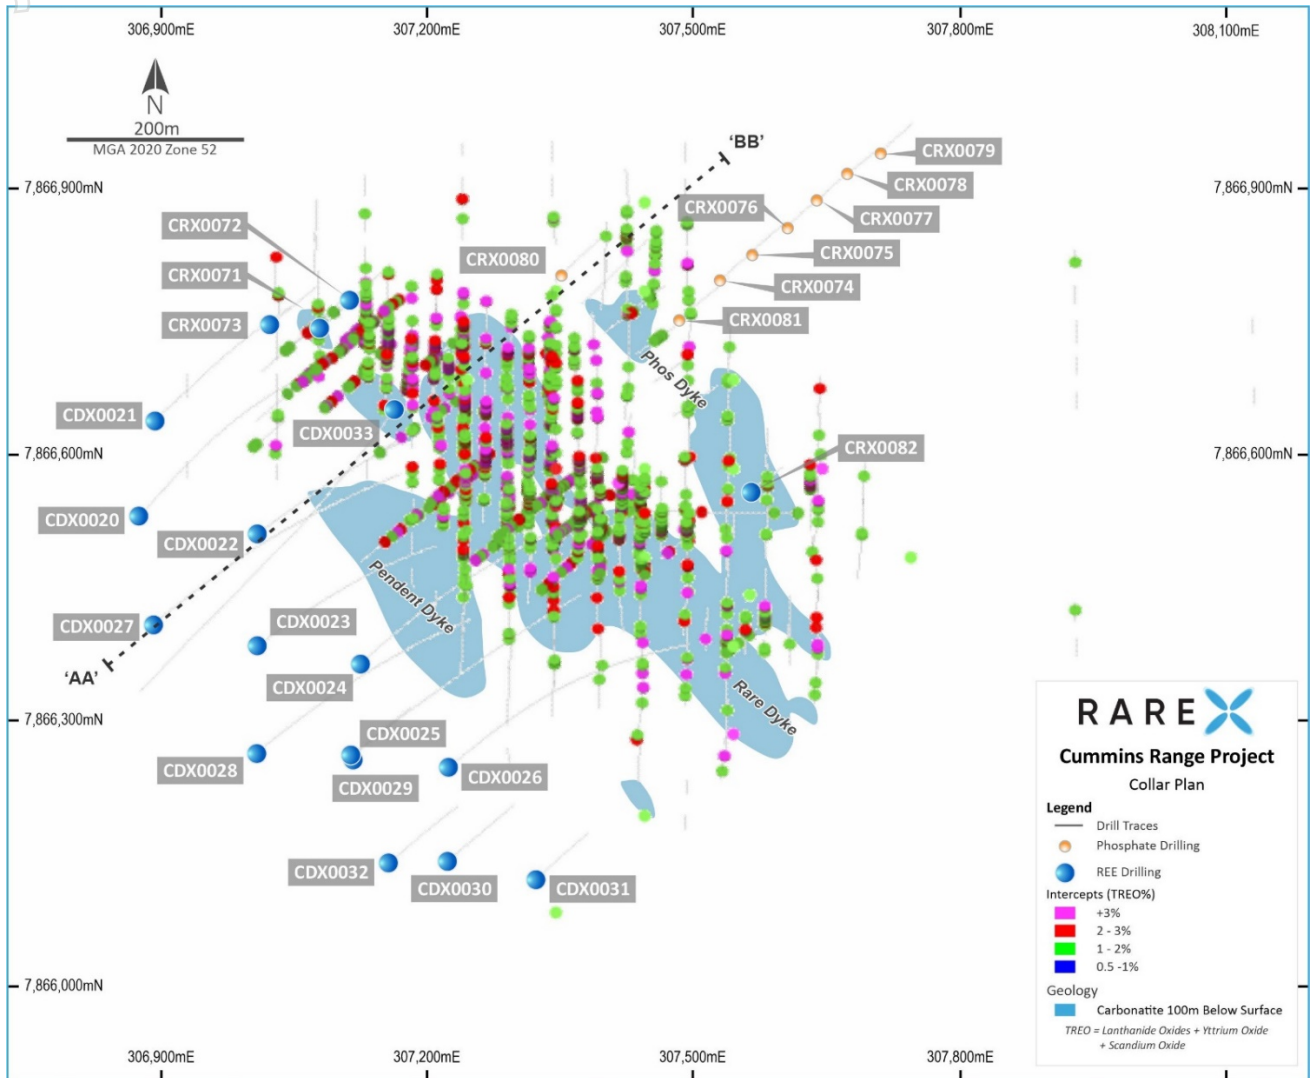 306,900mE
307,200mE
307,500mE
307,800mE
308,100mE
N
200m
MGA 2020 Zone 52
'BB'
CRX0079
7,866,900mN
CRX0078
7,866,900mN
CRX0076
CRX0077
CRX0072
CRX0075
CRX0080
CRX0071
CRX0074
CRX0073
CRX0081
Phos Dyke
CDX0021
CDX0033
CRX0082
7,866,600mN
7,866,600mN
CDX0020
CDX0022
Pendent Dyke
CDX0027
CDX0023
'AA'
CDX0024
Rare Dyke
7,866,300mN
CDX0025
CDX0028
CDX0026
CDX0029
CDX0032
CDX0030
CDX0031
7,866,000mN
RAREX
Cummins Range Project
Collar Plan
Legend
Drill Traces
Phosphate Drilling
REE Drilling
Intercepts (TREO%)
+3%
2 - 3%
1 - 2%
0.5 -1%
Geology
Carbonatite 100m Below Surface
TREO = Lanthanide Oxides + Yttrium Oxide
+ Scandium Oxide
306,900mE
307,200mE
307,500mE
307,800mE